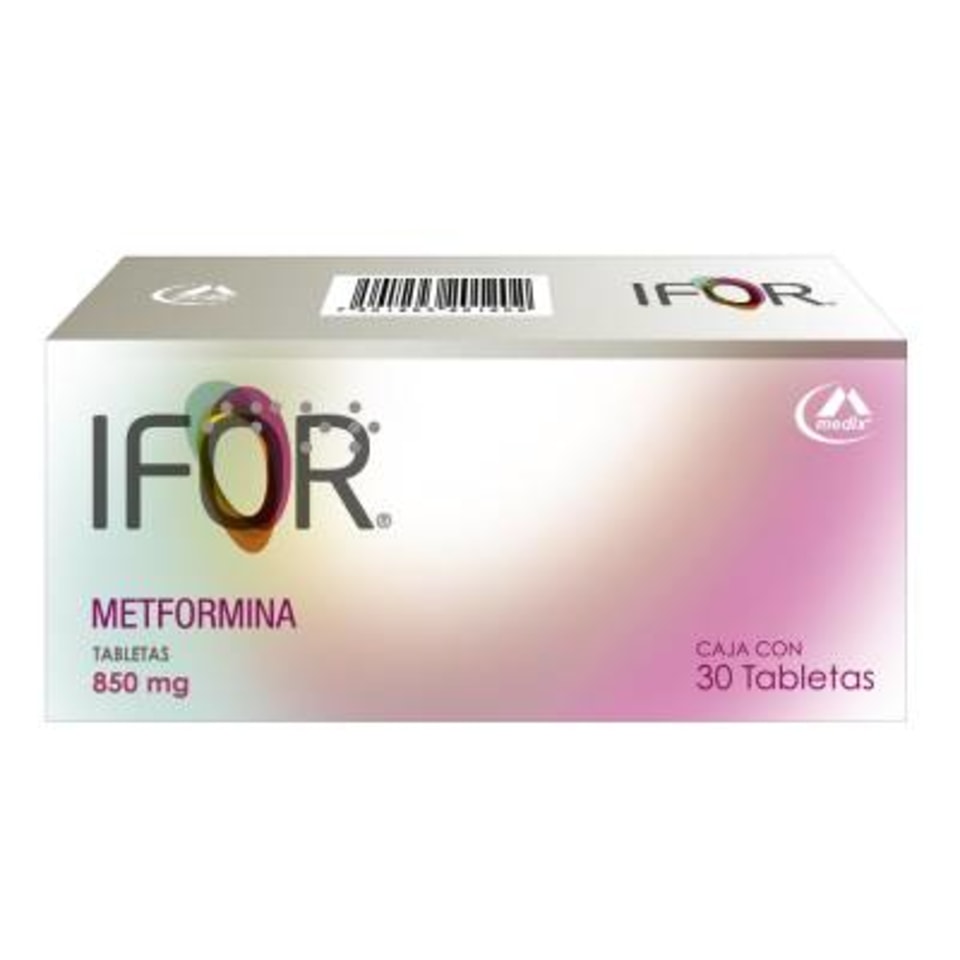 IFOR
IFOR®
medix
METFORMINA
TABLETAS
850 mg
CAJA CON
30 Tabletas